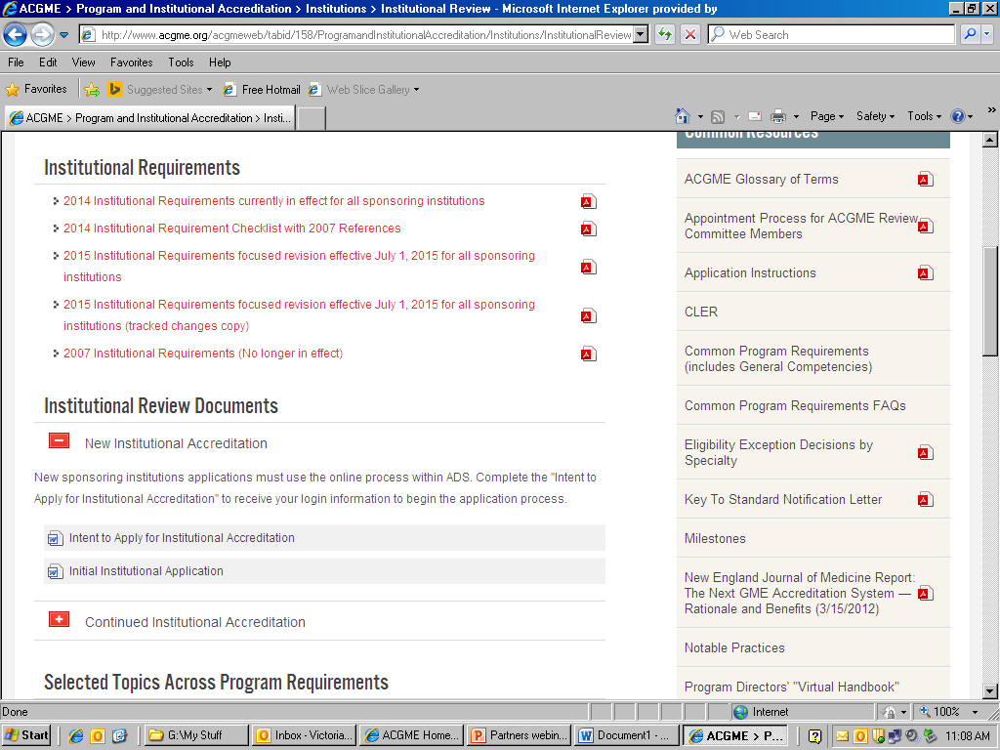 ACGME > Program and Institutional Accreditation > Institutions > Institutional Review - Microsoft Internet Explorer provided by
http://www.acgme.org/acgmeweb/tabid/158/ProgramandInstitutionalAccreditation/Institutions/InstitutionalReview
Web Search
File Edit View Favorites Tools Help
Favorites Suggested Sites Free Hotmail Web Slice Gallery
ACGME > Program and Institutional Accreditation > Insti... Page Safety Tools
Institutional Requirements
2014 Institutional Requirements currently in effect for all sponsoring institutions
2014 Institutional Requirement Checklist with 2007 References
2015 Institutional Requirements focused revision effective July 1, 2015 for all sponsoring
institutions
2015 Institutional Requirements focused revision effective July 1, 2015 for all sponsoring
institutions (tracked changes copy)
2007 Institutional Requirements (No longer in effect)
Institutional Review Documents
New Institutional Accreditation
New sponsoring institutions applications must use the online process within ADS. Complete the "Intent to
Apply for Institutional Accreditation" to receive your login information to begin the application process.
Intent to Apply for Institutional Accreditation
Initial Institutional Application
Continued Institutional Accreditation
Selected Topics Across Program Requirements
Common Resources
ACGME Glossary of Terms
Appointment Process for ACGME Review
Committee Members
Application Instructions
CLER
Common Program Requirements
(includes General Competencies)
Common Program Requirements FAQs
Eligibility Exception Decisions by
Specialty
Key To Standard Notification Letter
Milestones
New England Journal of Medicine Report:
The Next GME Accreditation System —
Rationale and Benefits (3/15/2012)
Notable Practices
Program Directors' "Virtual Handbook"
Done Internet 100%
Start G:\My Stuff Inbox - Victoria... ACGME Home... Partners webin... Document1 - ... ACGME > P... 11:08 AM